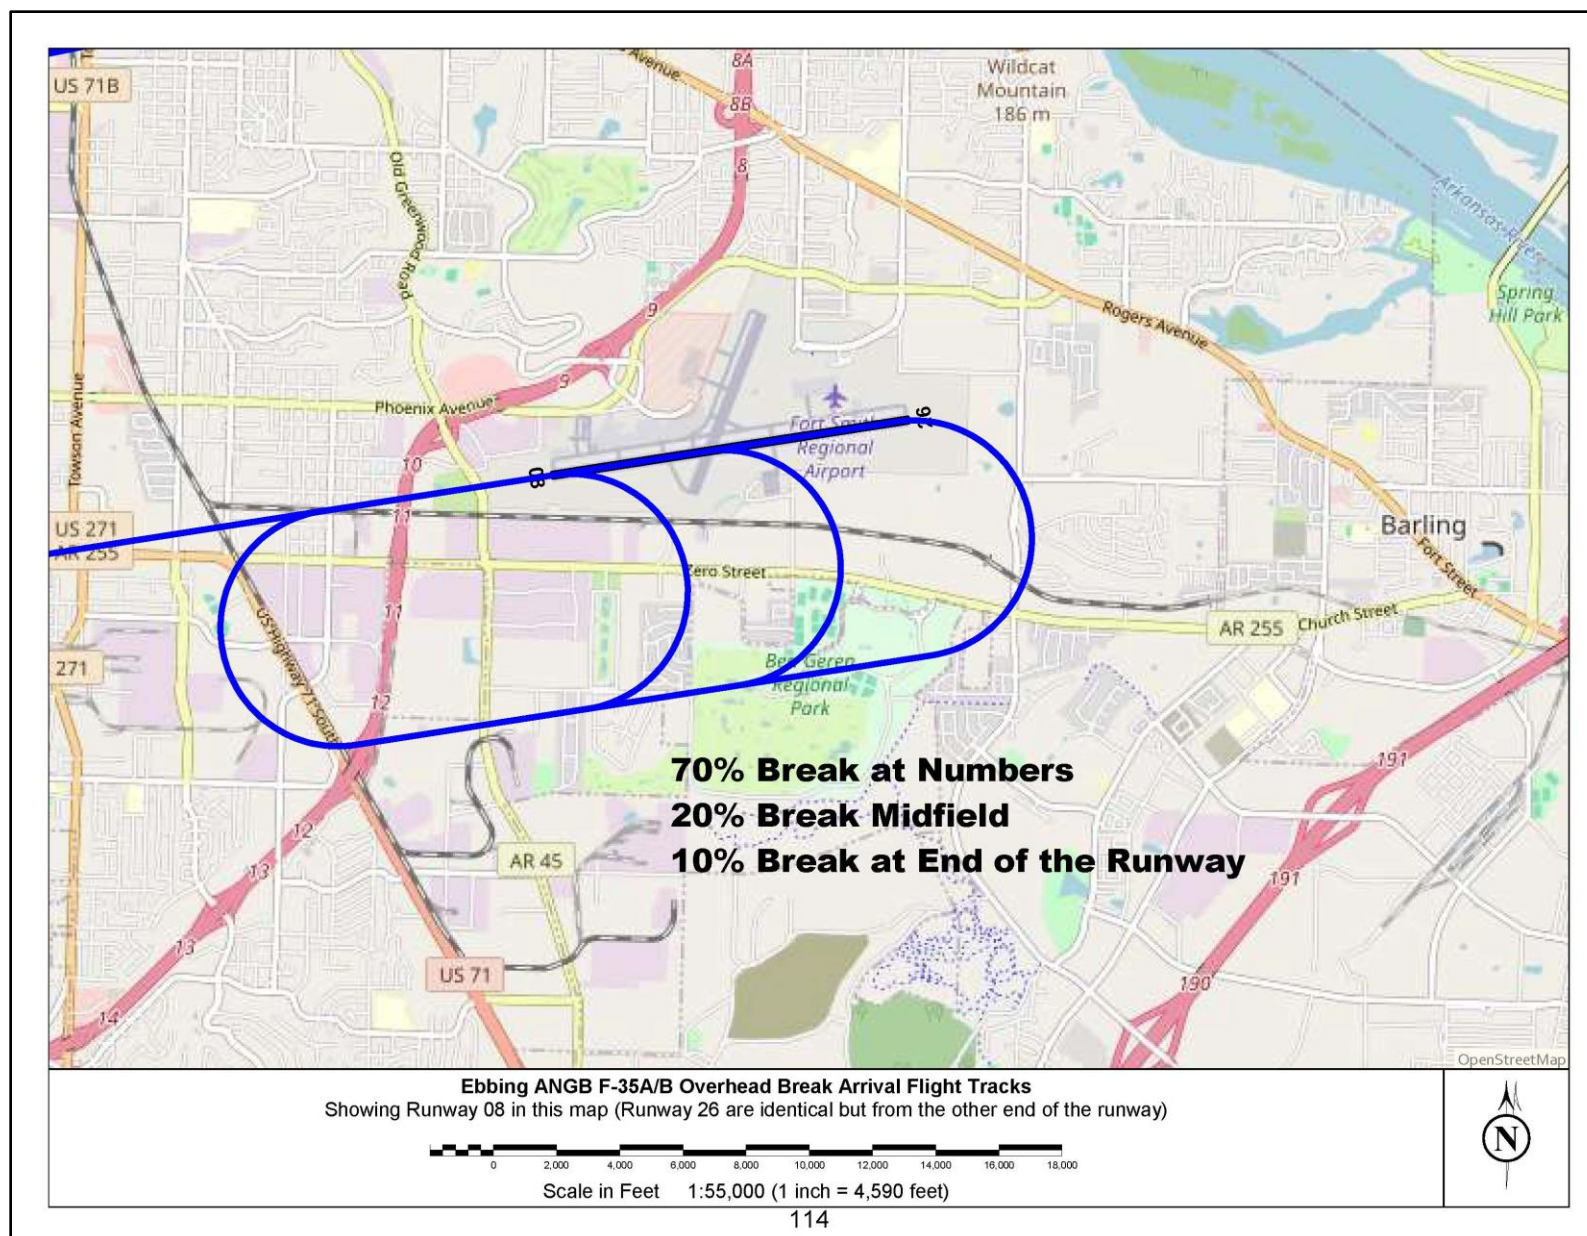 8A
Avenue
Wildcat
Mountain
186 m
US 71B
8B
8
Old Greenwood Road
Arkansas River
Spring
Hill Park
9
Rogers Avenue
9
Towson Avenue
Phoenix Avenue
26
Fort Smith
Regional
Airport
10
08
11
US 271
AR 255
Barling
Fort Street
Zero Street
11
US Highway 71 South
Church Street
AR 255
271
Ben Geren
Regional
Park
12
70% Break at Numbers
20% Break Midfield
10% Break at End of the Runway
191
12
13
AR 45
191
13
US 71
190
14
OpenStreetMap
Ebbing ANGB F-35A/B Overhead Break Arrival Flight Tracks
Showing Runway 08 in this map (Runway 26 are identical but from the other end of the runway)
N
0 2,000 4,000 6,000 8,000 10,000 12,000 14,000 16,000 18,000
Scale in Feet 1:55,000 (1 inch = 4,590 feet)
114